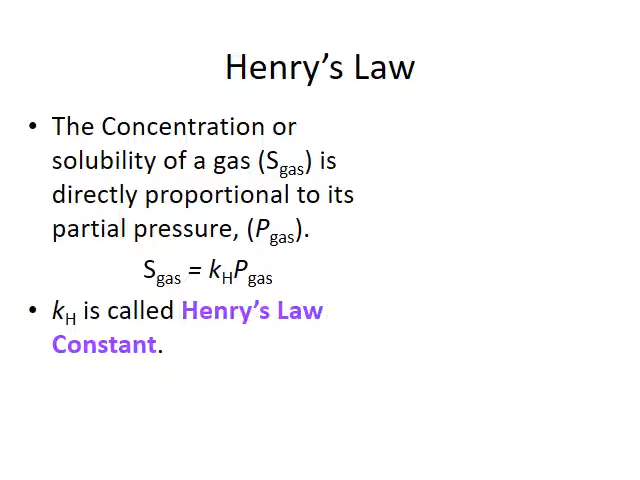 Henry’s Law
• The Concentration or
solubility of a gas (Sgas) is
directly proportional to its
partial pressure, (Pgas).
Sgas = kHPgas
• kH is called Henry’s Law
Constant.